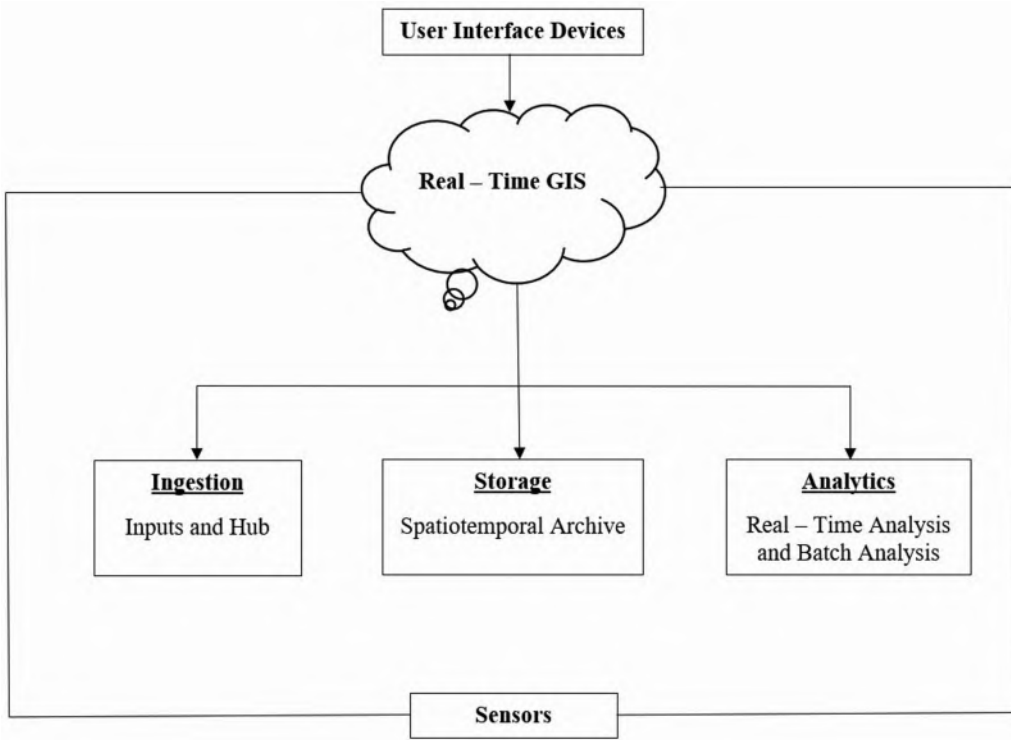 User Interface Devices
Real – Time GIS
Ingestion
Inputs and Hub
Storage
Spatiotemporal Archive
Analytics
Real – Time Analysis
and Batch Analysis
Sensors